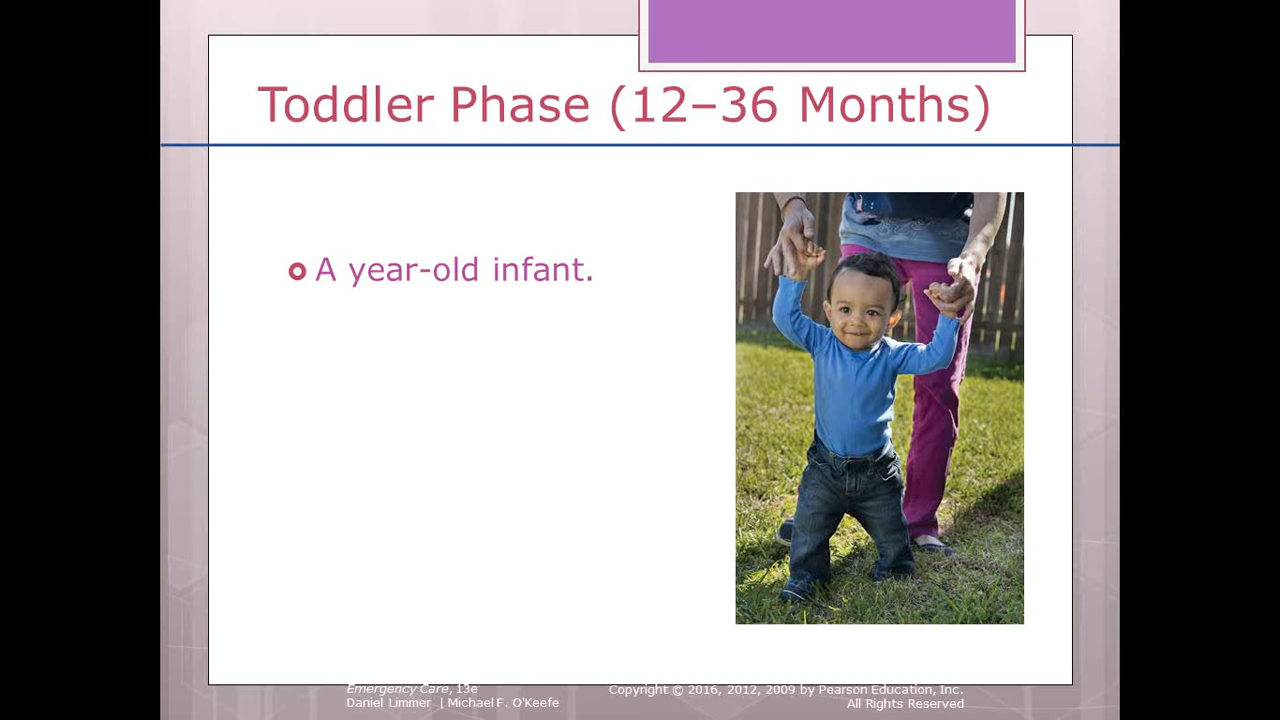 Toddler Phase (12–36 Months)
A year-old infant.
Emergency Care, 13e
Daniel Limmer | Michael F. O'Keefe
Copyright © 2016, 2012, 2009 by Pearson Education, Inc.
All Rights Reserved